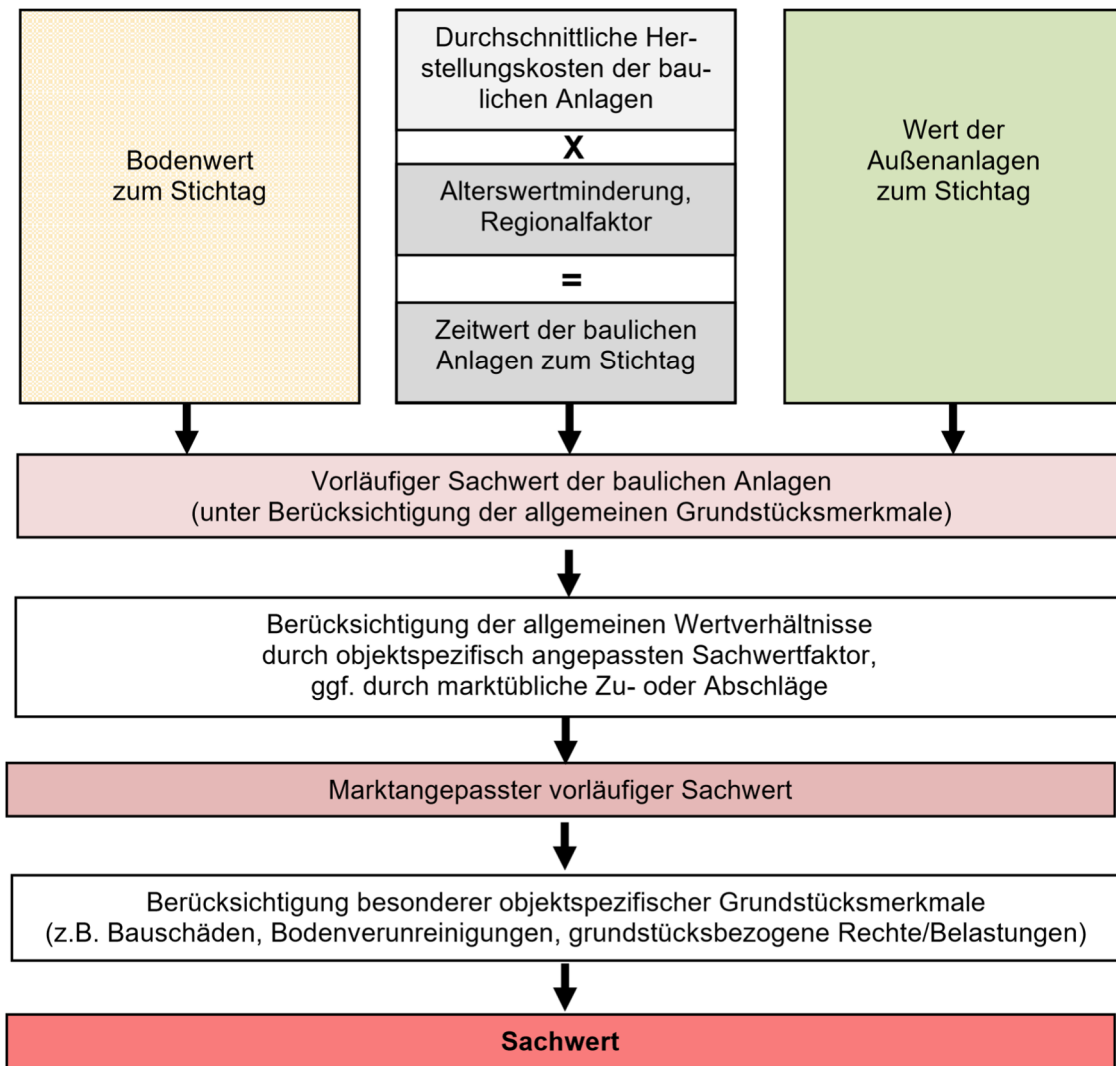 Bodenwert
zum Stichtag
Durchschnittliche Her-
stellungskosten der bau-
lichen Anlagen
X
Alterswertminderung,
Regionalfaktor
=
Zeitwert der baulichen
Anlagen zum Stichtag
Wert der
Außenanlagen
zum Stichtag
Vorläufiger Sachwert der baulichen Anlagen
(unter Berücksichtigung der allgemeinen Grundstücksmerkmale)
Berücksichtigung der allgemeinen Wertverhältnisse
durch objektspezifisch angepassten Sachwertfaktor,
ggf. durch marktübliche Zu- oder Abschläge
Marktangepasster vorläufiger Sachwert
Berücksichtigung besonderer objektspezifischer Grundstücksmerkmale
(z.B. Bauschäden, Bodenverunreinigungen, grundstücksbezogene Rechte/Belastungen)
Sachwert